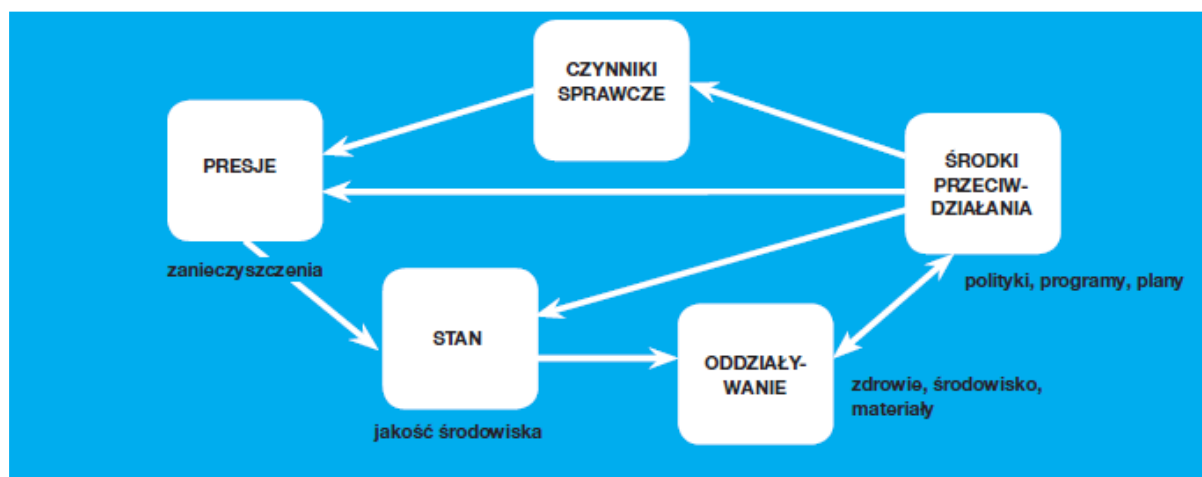 CZYNNIKI
SPRAWCZE
PRESJE
ŚRODKI
PRZECIW-
DZIAŁANIA
zanieczyszczenia
polityki, programy, plany
STAN
ODDZIAŁY-
WANIE
zdrowie, środowisko,
materiały
jakość środowiska